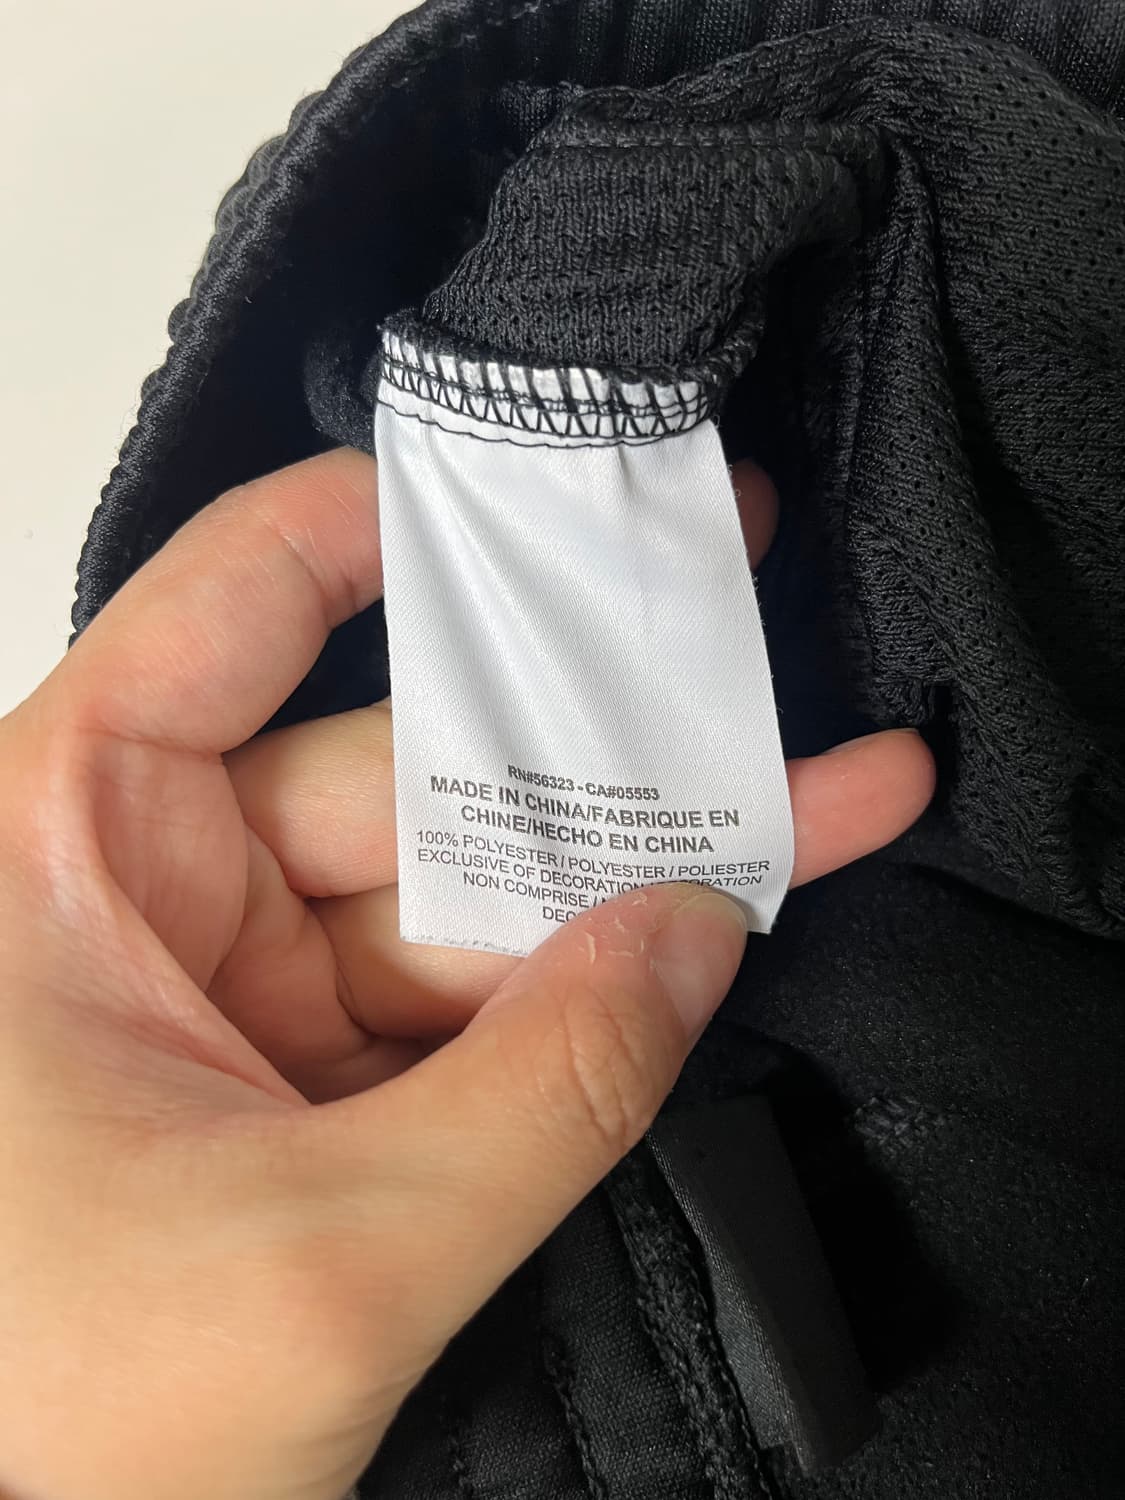 RN#56323 - CA#05553
MADE IN CHINA/FABRIQUE EN
CHINE/HECHO EN CHINA
100% POLYESTER / POLYESTER / POLIESTER
EXCLUSIVE OF DECORATION
NON COMPRISE /